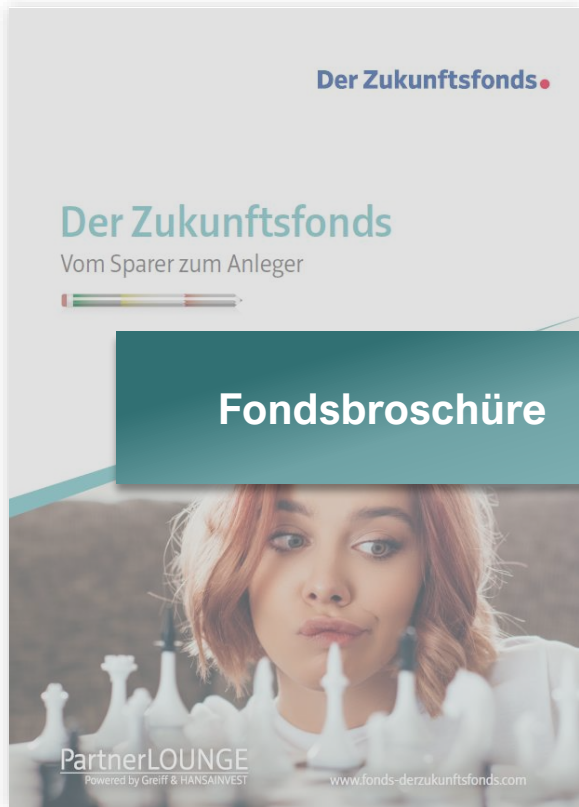 Der Zukunftsfonds.
Der Zukunftsfonds
Vom Sparer zum Anleger
Fondsbroschüre
PartnerLOUNGE
Powered by Greiff & HANSAINVEST
www.fonds-derzukunftsfonds.com